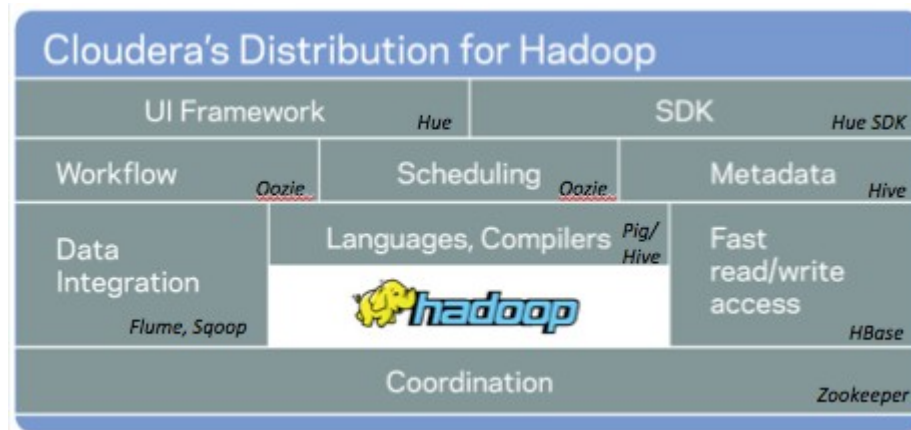 Cloudera's Distribution for Hadoop
UI Framework Hue
SDK Hue SDK
Workflow Oozie
Scheduling Oozie
Metadata Hive
Data
Integration
Flume, Sqoop
Languages, Compilers Pig/
Hive
hadoop
Fast
read/write
access
HBase
Coordination
Zookeeper